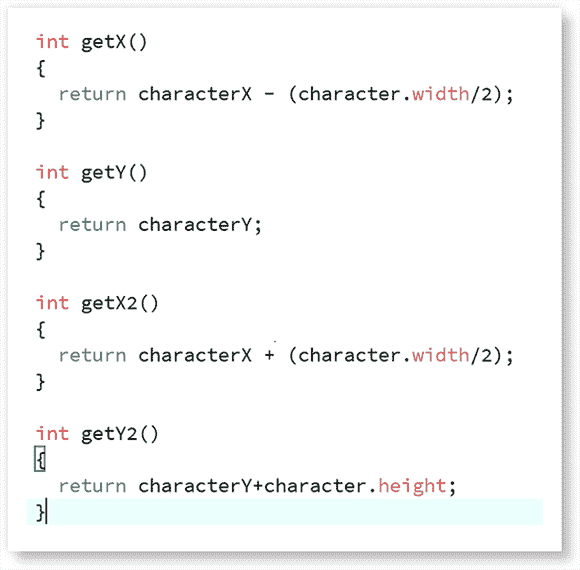 int getX()
{
  return characterX - (character.width/2);
}

int getY()
{
  return characterY;
}

int getX2()
{
  return characterX + (character.width/2);
}

int getY2()
{
  return characterY+character.height;
}